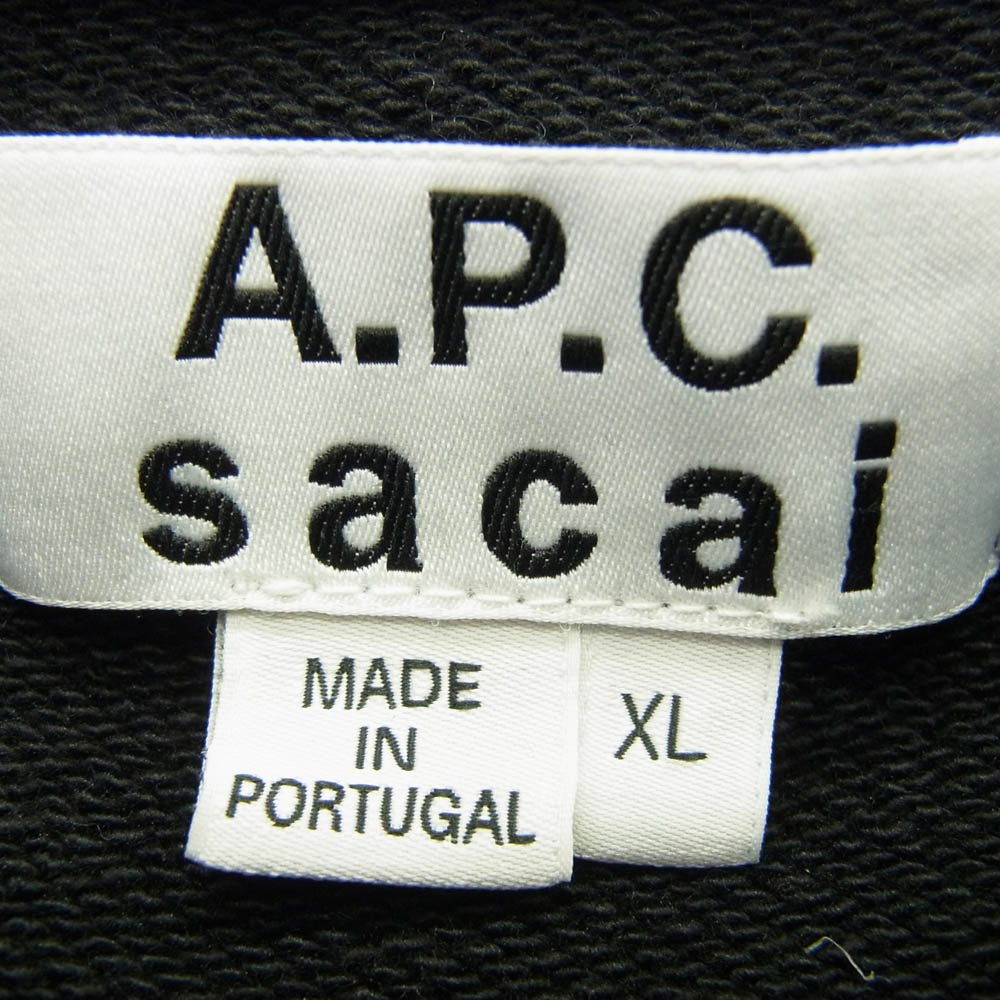 A.P.C.
sacai
MADE
IN
PORTUGAL
XL